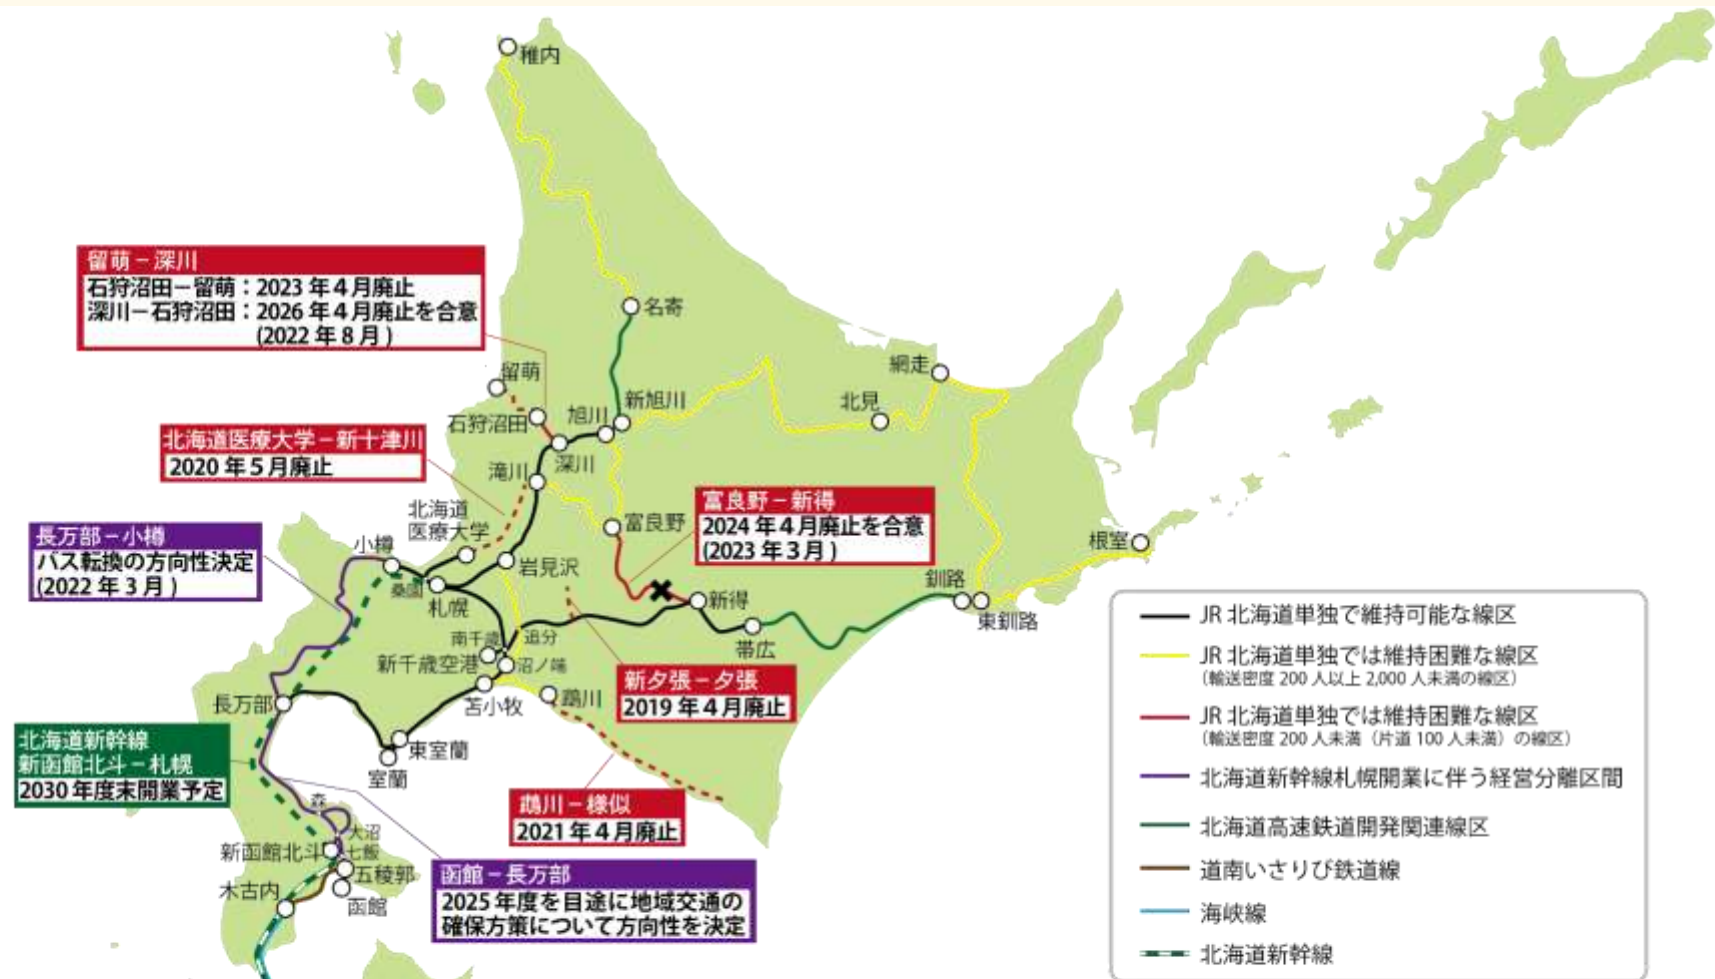 稚内
留萌－深川
石狩沼田－留萌：2023年4月廃止
深川－石狩沼田：2026年4月廃止を合意
(2022年8月)
名寄
網走
留萌
北見
新旭川
旭川
石狩沼田
北海道医療大学－新十津川
2020年5月廃止
深川
滝川
富良野－新得
2024年4月廃止を合意
(2023年3月)
北海道
医療大学
富良野
長万部－小樽
バス転換の方向性決定
(2022年3月)
小樽
根室
岩見沢
桑園
札幌
釧路
新得
東釧路
追分
南千歳
帯広
新千歳空港
沼ノ端
新夕張－夕張
2019年4月廃止
鵡川
長万部
苫小牧
北海道新幹線
新函館北斗－札幌
2030年度末開業予定
東室蘭
室蘭
森
鵡川－様似
2021年4月廃止
大沼
新函館北斗
七飯
五稜郭
木古内
函館
函館－長万部
2025年度を目途に地域交通の
確保方策について方向性を決定
JR北海道単独で維持可能な線区
JR北海道単独では維持困難な線区
(輸送密度200人以上2,000人未満の線区)
JR北海道単独では維持困難な線区
(輸送密度200人未満（片道100人未満）の線区)
北海道新幹線札幌開業に伴う経営分離区間
北海道高速鉄道開発関連線区
道南いさりび鉄道線
海峡線
北海道新幹線